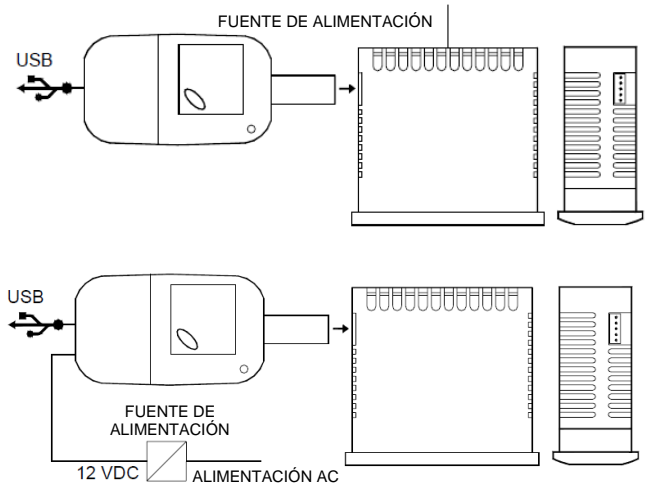 FUENTE DE ALIMENTACIÓN
USB
USB
FUENTE DE
ALIMENTACIÓN
12 VDC
ALIMENTACIÓN AC